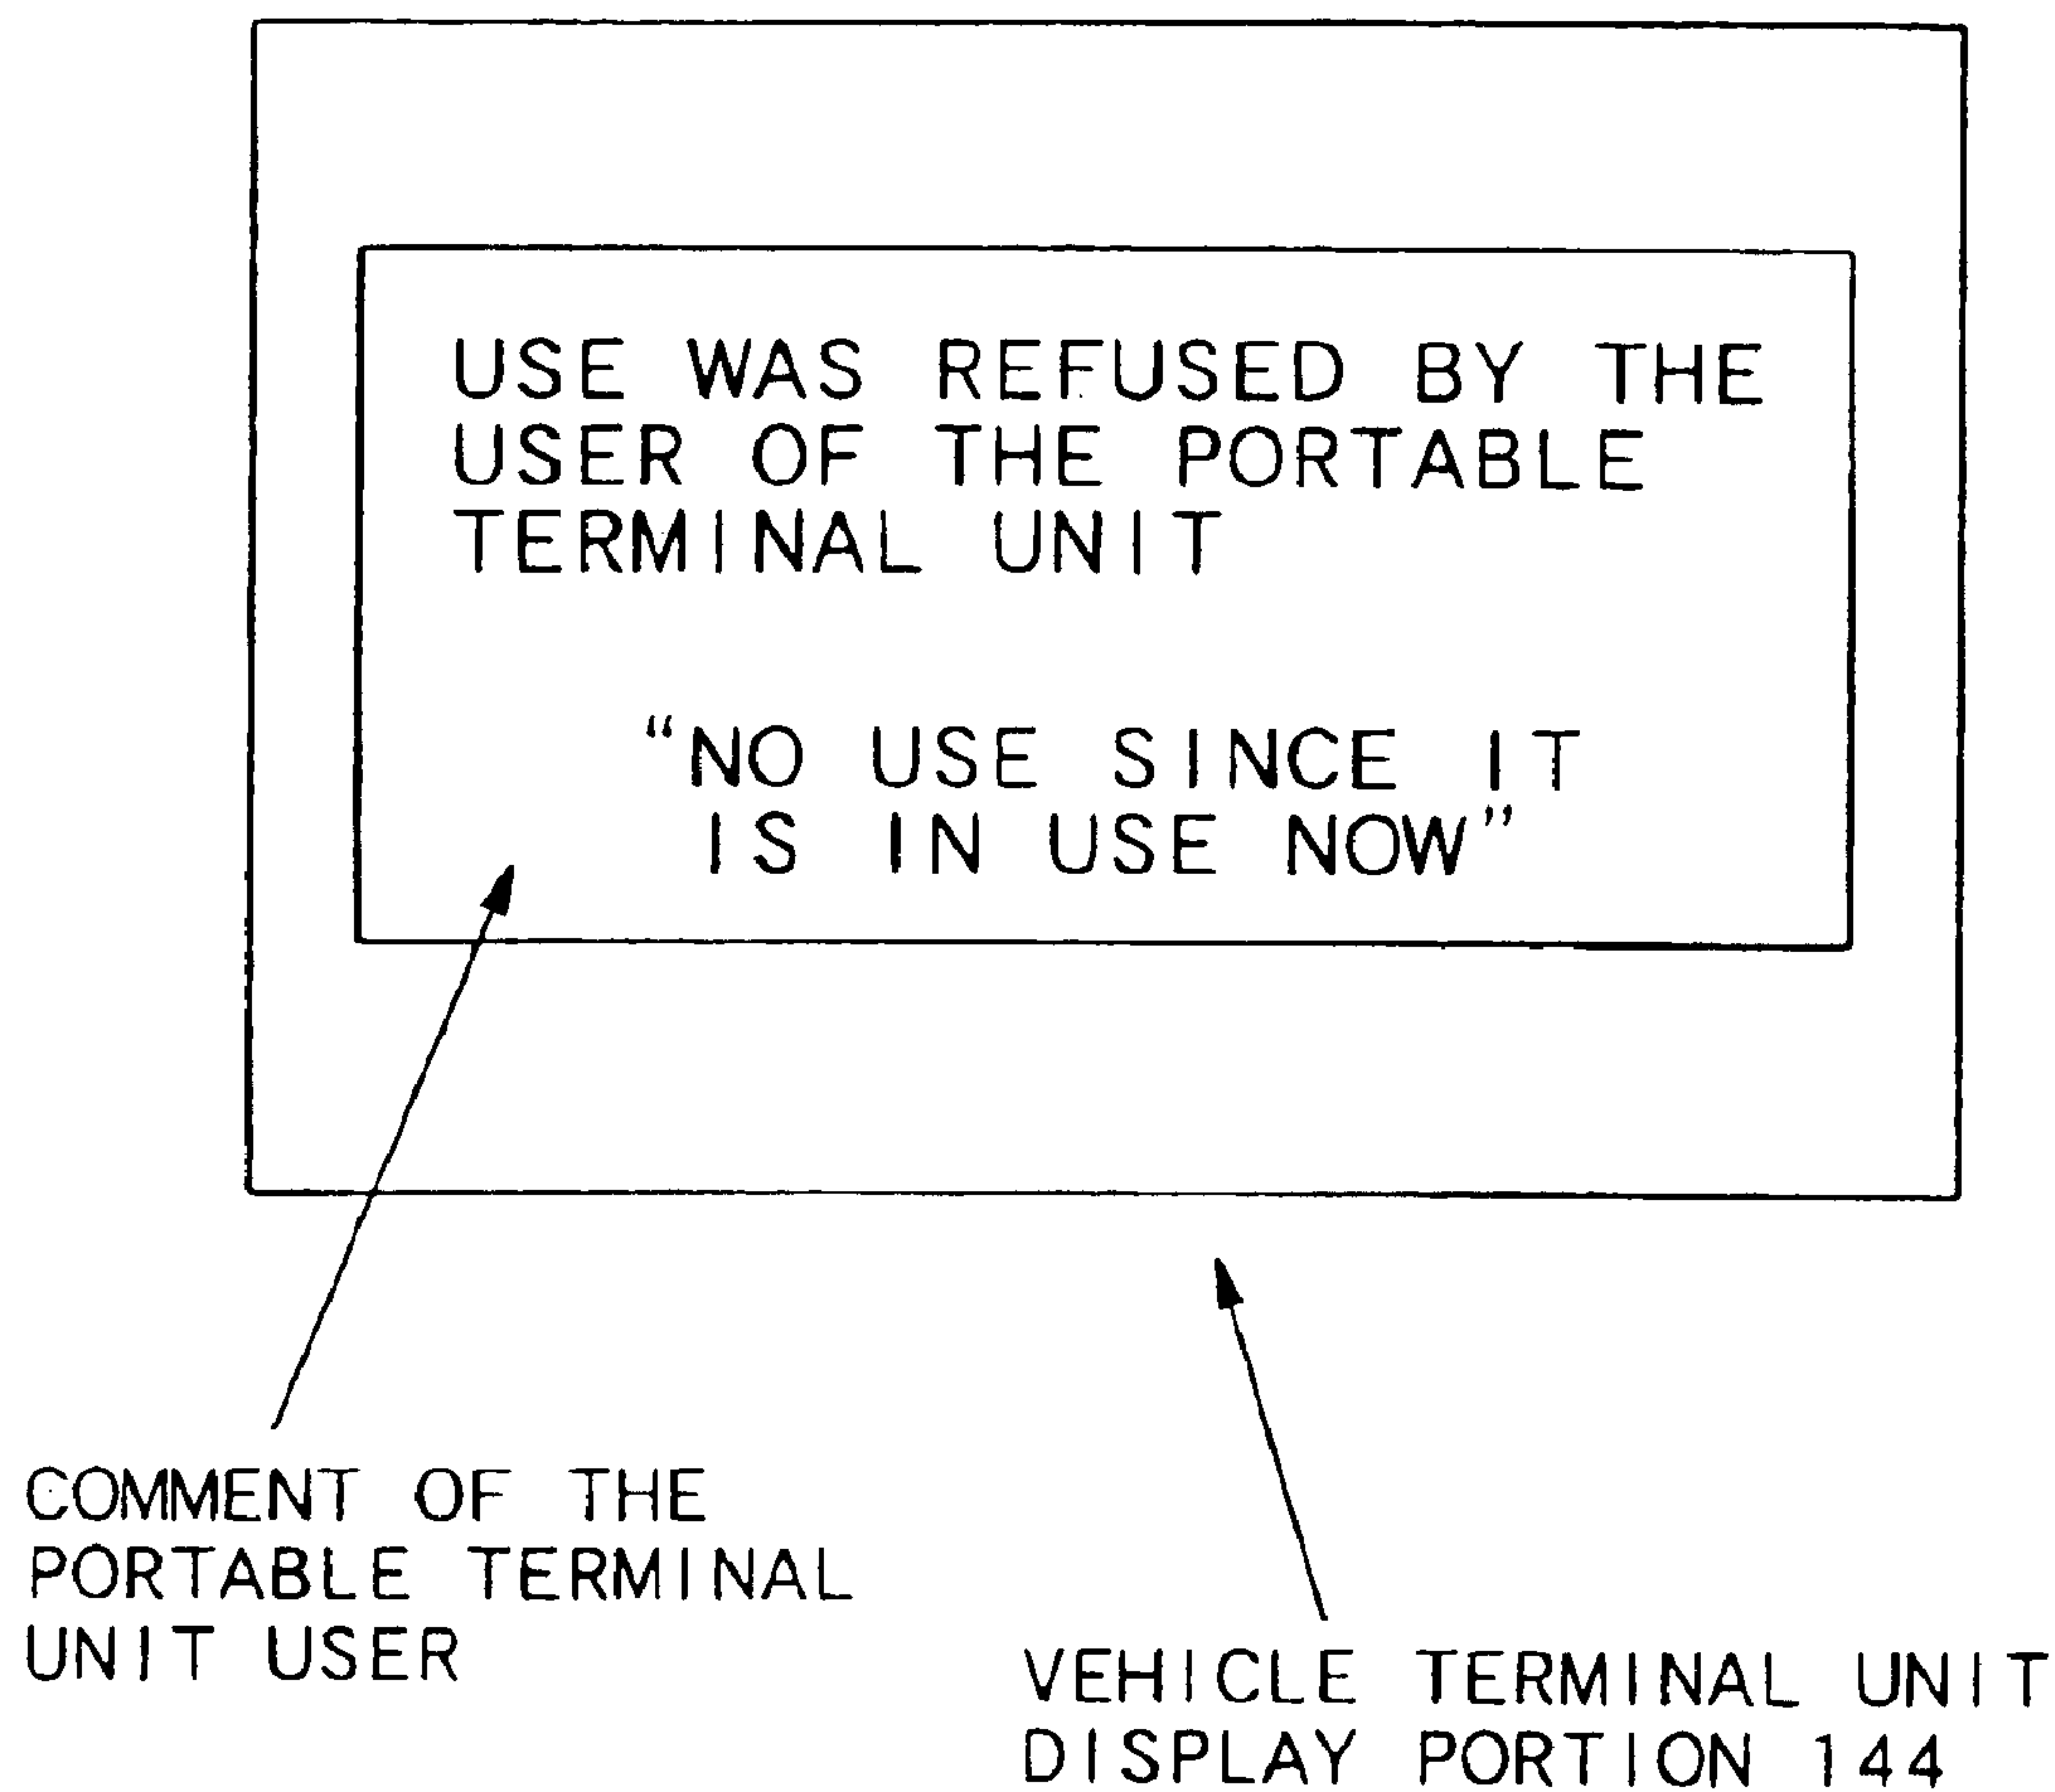 USE WAS REFUSED BY THE
USER OF THE PORTABLE
TERMINAL UNIT
“NO USE SINCE IT
IS IN USE NOW”
COMMENT OF THE
PORTABLE TERMINAL
UNIT USER
VEHICLE TERMINAL UNIT
DISPLAY PORTION 144